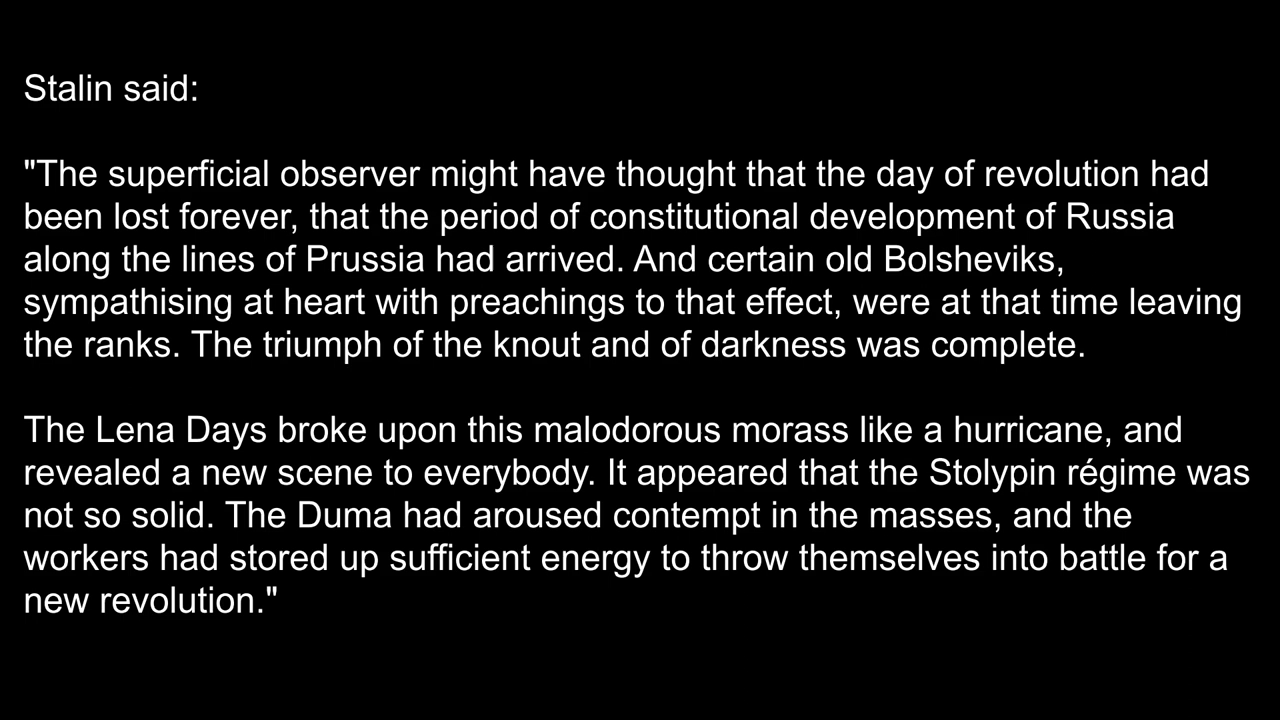 Stalin said:
"The superficial observer might have thought that the day of revolution had
been lost forever, that the period of constitutional development of Russia
along the lines of Prussia had arrived. And certain old Bolsheviks,
sympathising at heart with preachings to that effect, were at that time leaving
the ranks. The triumph of the knout and of darkness was complete.
The Lena Days broke upon this malodorous morass like a hurricane, and
revealed a new scene to everybody. It appeared that the Stolypin régime was
not so solid. The Duma had aroused contempt in the masses, and the
workers had stored up sufficient energy to throw themselves into battle for a
new revolution."